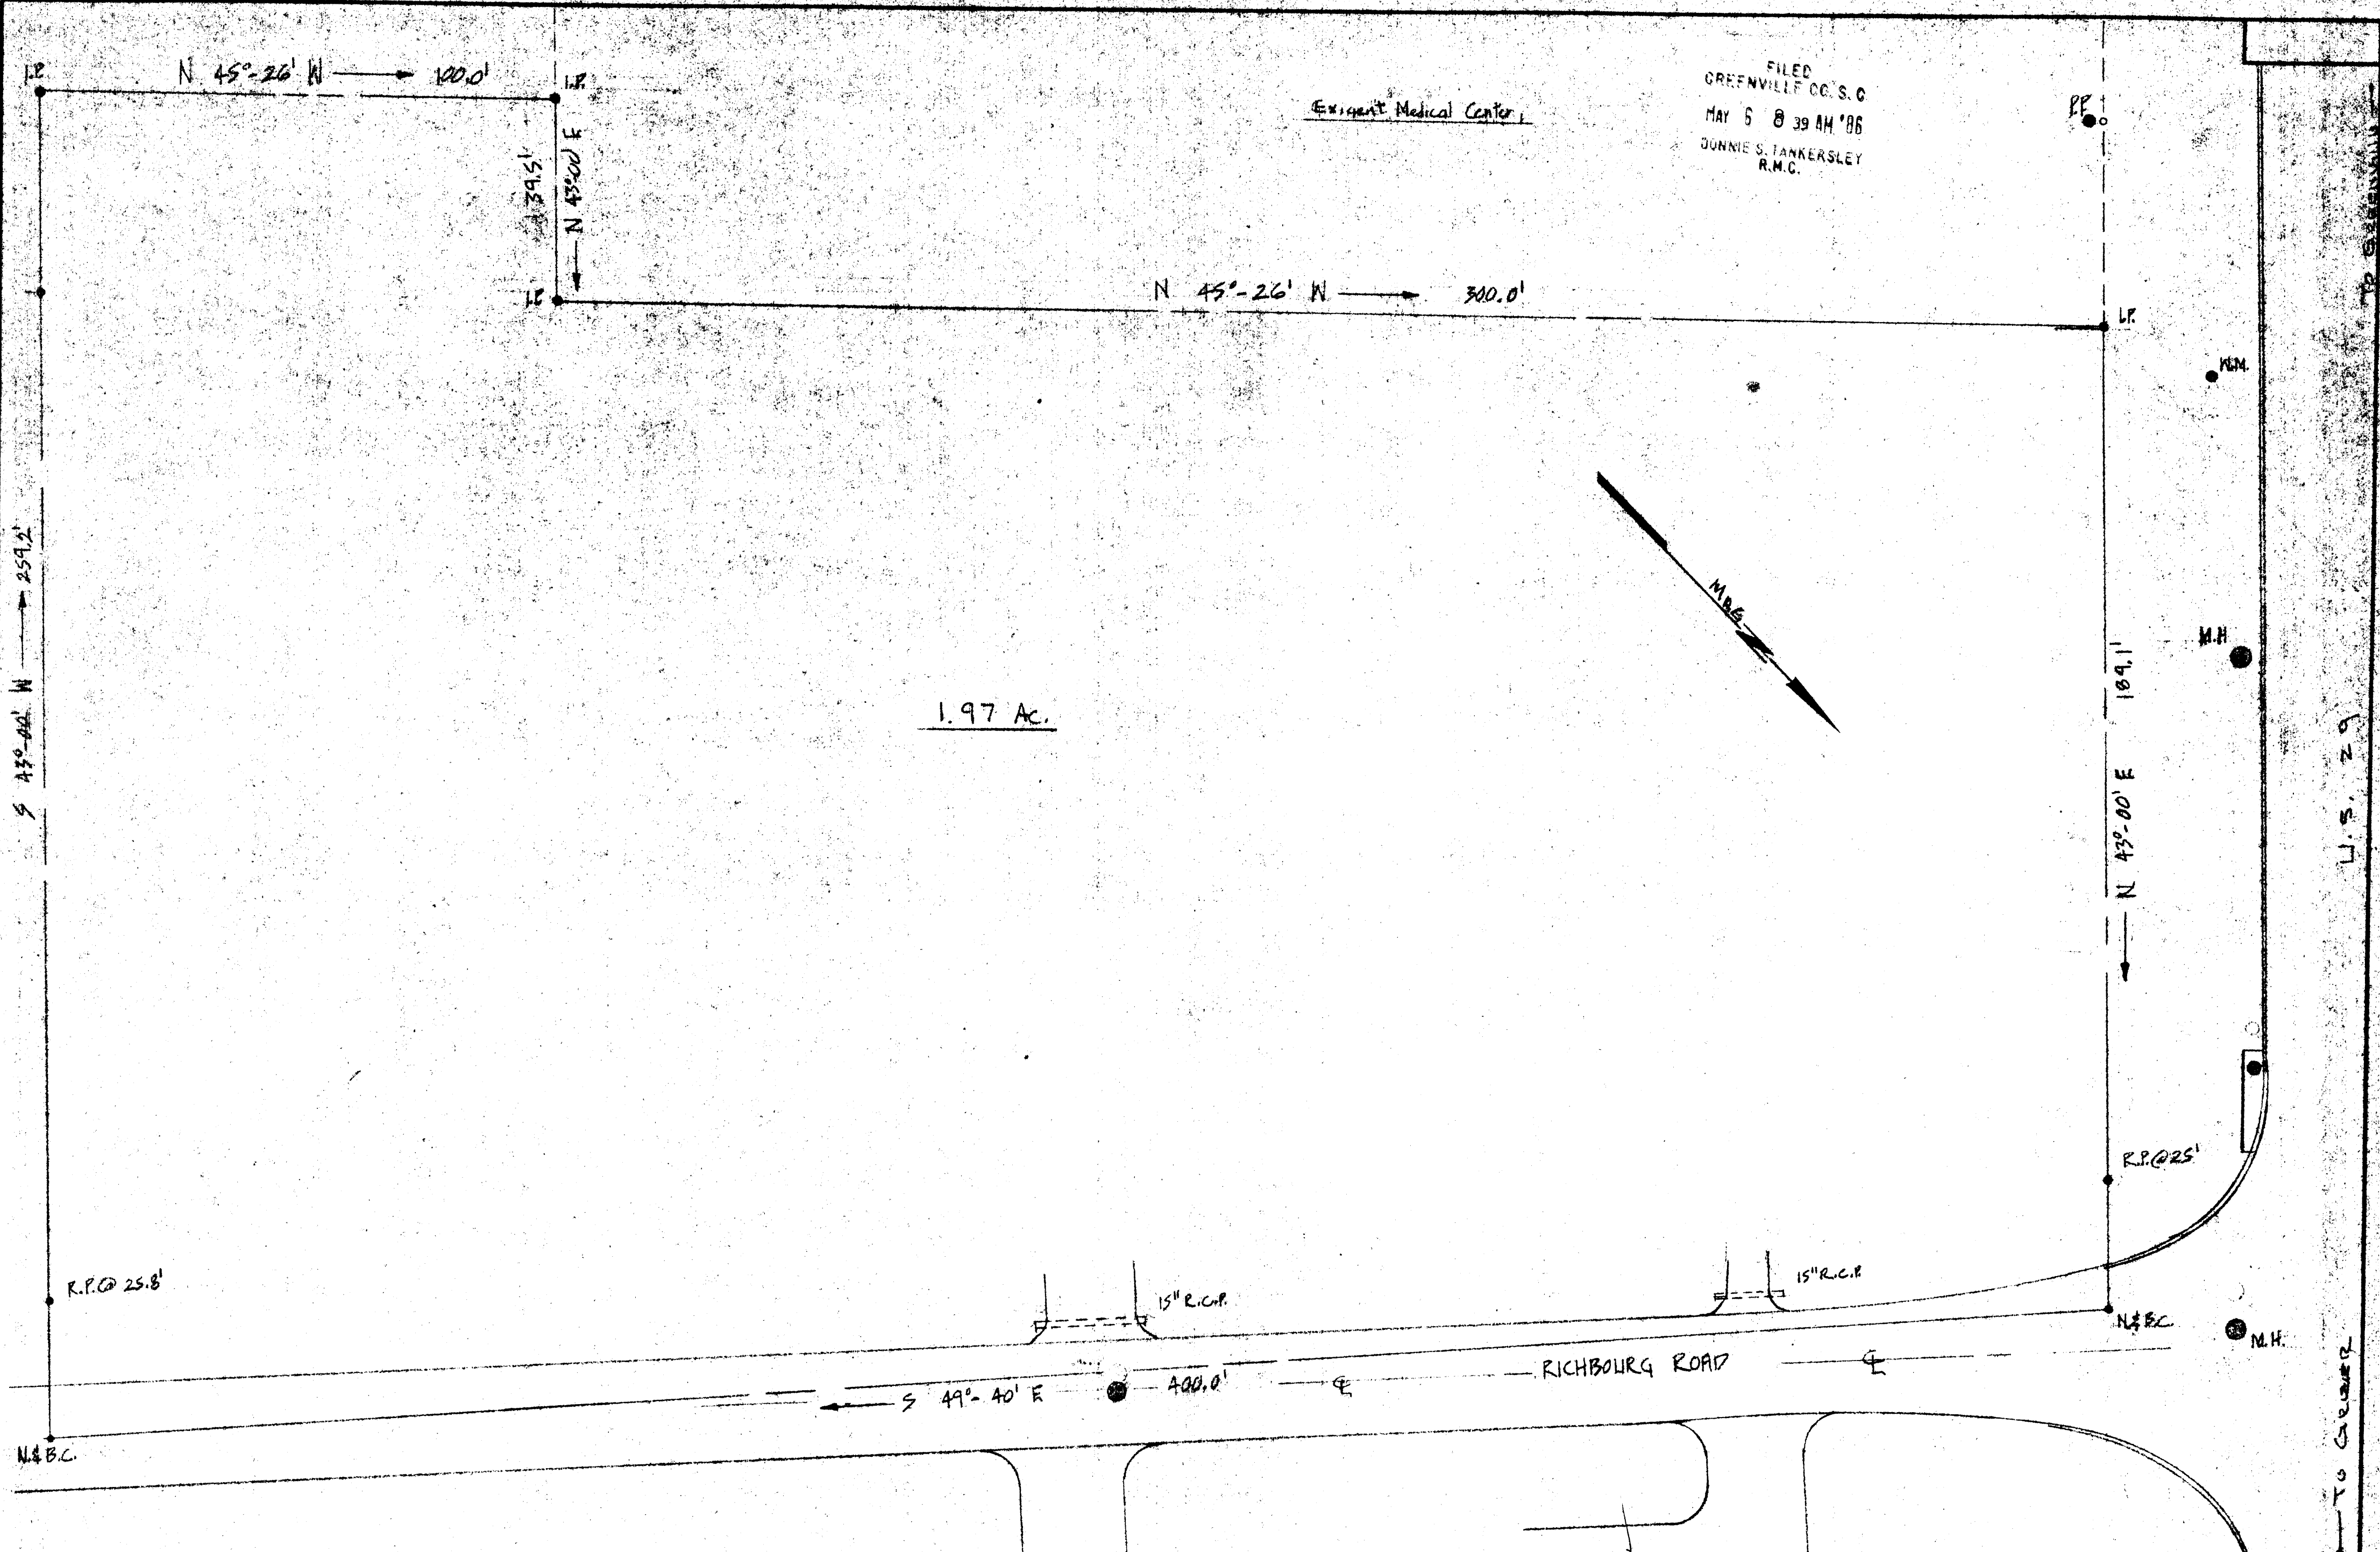 I.P.
N 45°-26' W 100.0'
I.P.
39.5'
N 43°-00' E
I.P.
Exigent Medical Center,
FILED
GREENVILLE CO. S. C
MAY 6 8 39 AM '86
DONNIE S. TANKERSLEY
R.M.C.
P.P.
N 45°-26' W 300.0'
I.P.
W.M.
S 43°-00' W 259.2'
MAG
N
1.97 Ac.
N 43°-00' E 189.1'
M.H
U.S. 29
R.P. @ 25'
R.P. @ 25.8'
15" R.C.P.
15" R.C.P.
N.& B.C.
M.H.
S 49°-40' E 400.0' ℄ RICHBOURG ROAD ℄
N.& B.C.
TO GREER